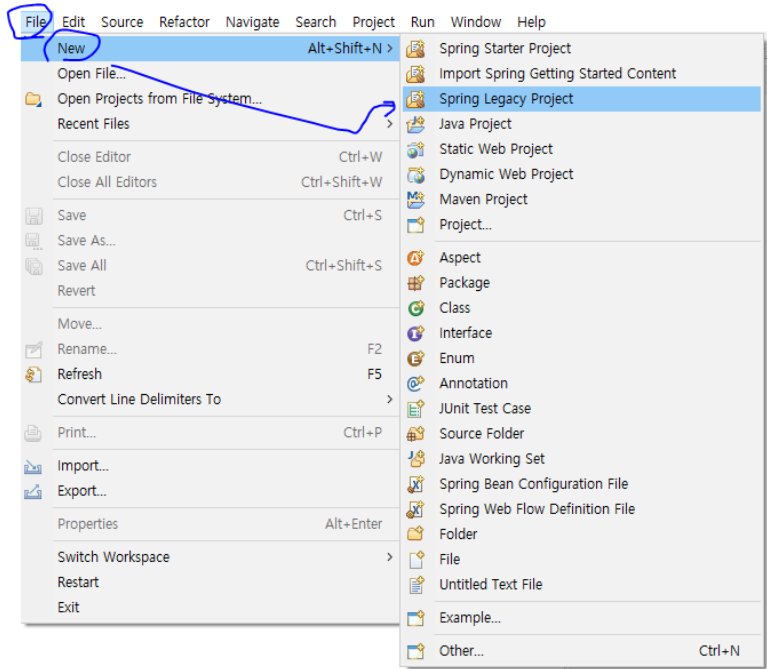 File Edit Source Refactor Navigate Search Project Run Window Help
New Alt+Shift+N >
Open File...
Open Projects from File System...
Recent Files >
Close Editor Ctrl+W
Close All Editors Ctrl+Shift+W
Save Ctrl+S
Save As...
Save All Ctrl+Shift+S
Revert
Move...
Rename... F2
Refresh F5
Convert Line Delimiters To >
Print... Ctrl+P
Import...
Export...
Properties Alt+Enter
Switch Workspace >
Restart
Exit
Spring Starter Project
Import Spring Getting Started Content
Spring Legacy Project
Java Project
Static Web Project
Dynamic Web Project
Maven Project
Project...
Aspect
Package
Class
Interface
Enum
Annotation
JUnit Test Case
Source Folder
Java Working Set
Spring Bean Configuration File
Spring Web Flow Definition File
Folder
File
Untitled Text File
Example...
Other... Ctrl+N